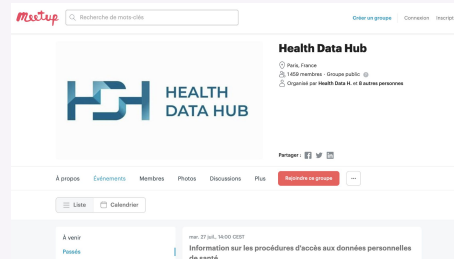 Meetup
Recherche de mots-clés
Créer un groupe
Connexion
Inscript
HEALTH
DATA HUB
Health Data Hub
Paris, France
1 459 membres · Groupe public
Organisé par Health Data H. et 8 autres personnes
Partager :
À propos
Événements
Membres
Photos
Discussions
Plus
Rejoindre ce groupe
...
Liste
Calendrier
À venir
Passés
mar. 27 juil., 14:00 CEST
Information sur les procédures d'accès aux données personnelles
de santé